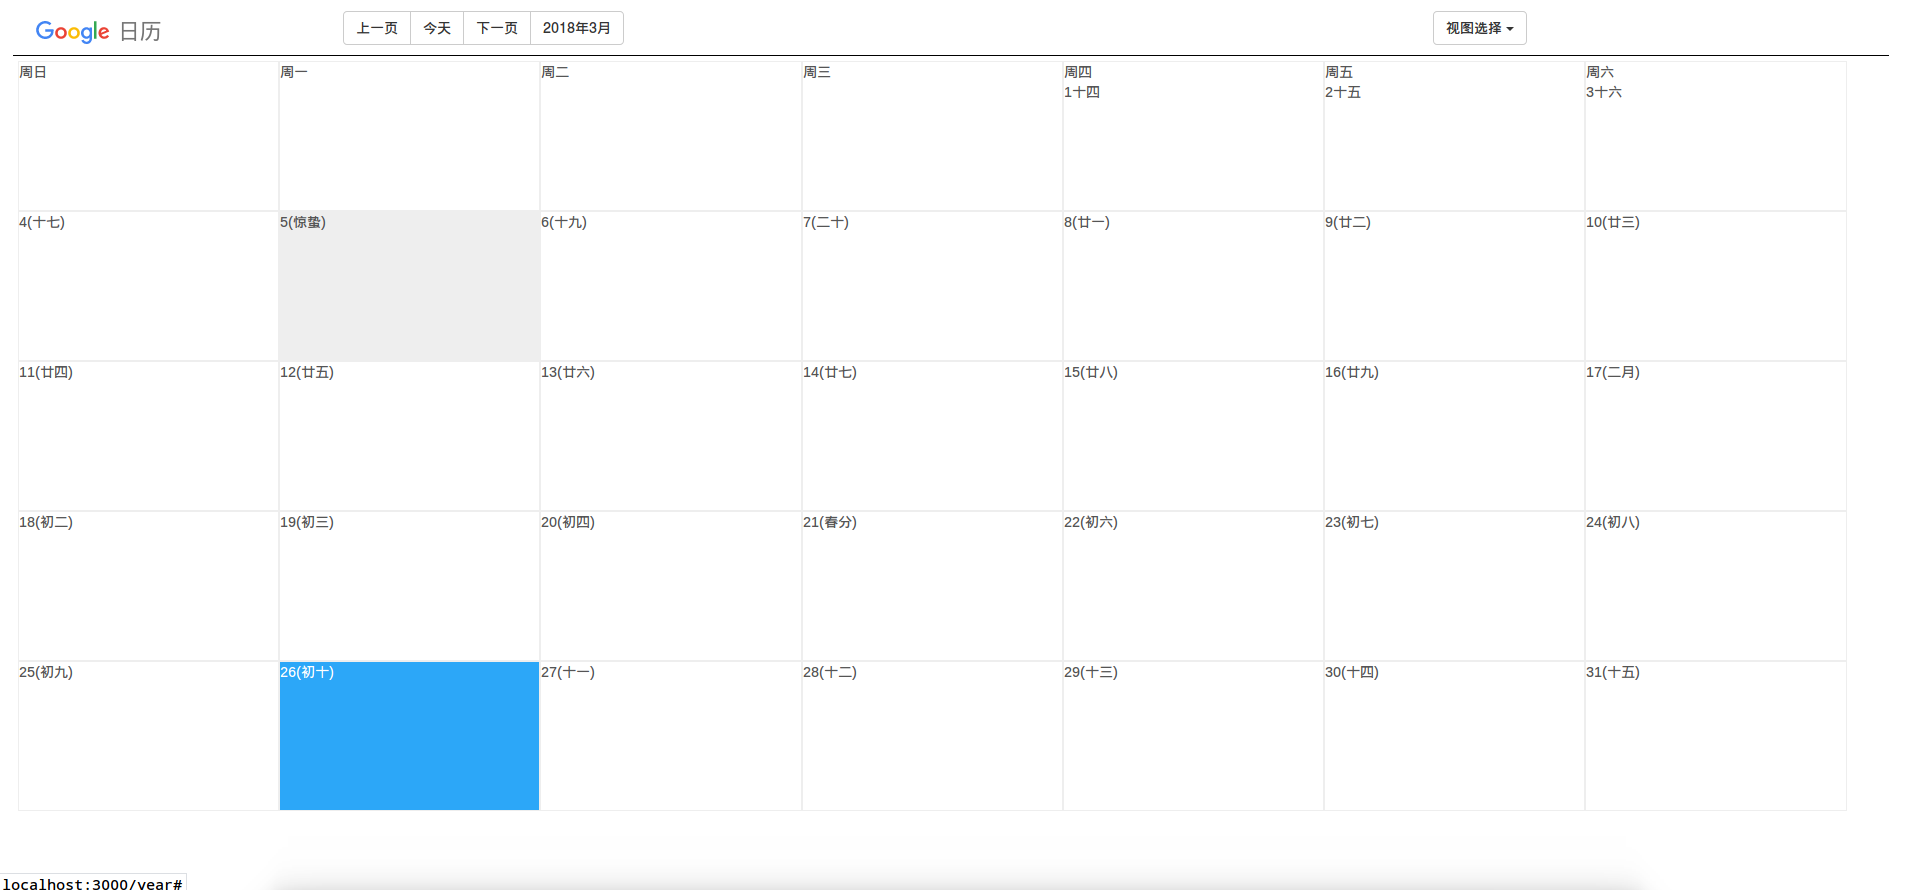 Google 日历 上一页 今天 下一页 2018年3月 视图选择
周日 周一 周二 周三 周四 周五 周六
1十四 2十五 3十六
4(十七) 5(惊蛰) 6(十九) 7(二十) 8(廿一) 9(廿二) 10(廿三)
11(廿四) 12(廿五) 13(廿六) 14(廿七) 15(廿八) 16(廿九) 17(二月)
18(初二) 19(初三) 20(初四) 21(春分) 22(初六) 23(初七) 24(初八)
25(初九) 26(初十) 27(十一) 28(十二) 29(十三) 30(十四) 31(十五)
localhost:3000/year#